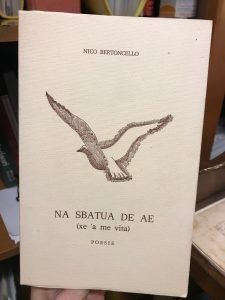 NICO BERTONCELLO
NA SBATUA DE AE
(xe 'a me vita)
POESIE